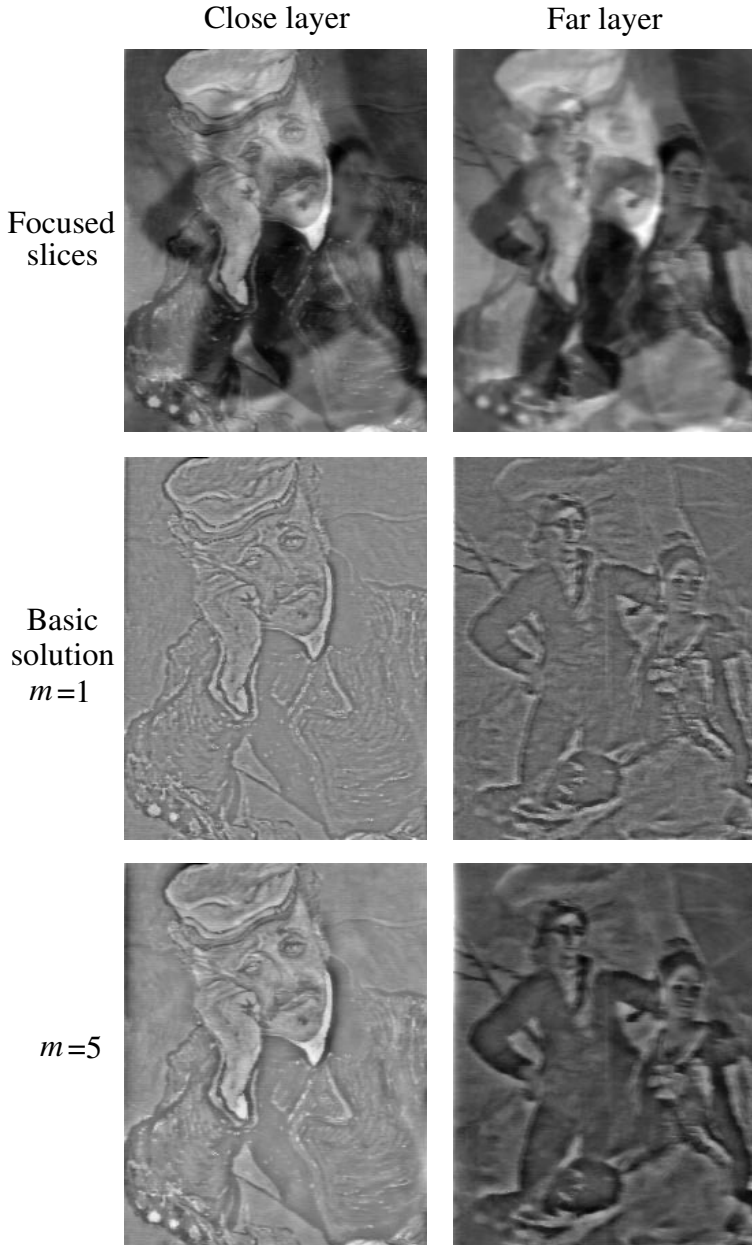 Close layer
Far layer
Focused
slices
Basic
solution
m=1
m=5